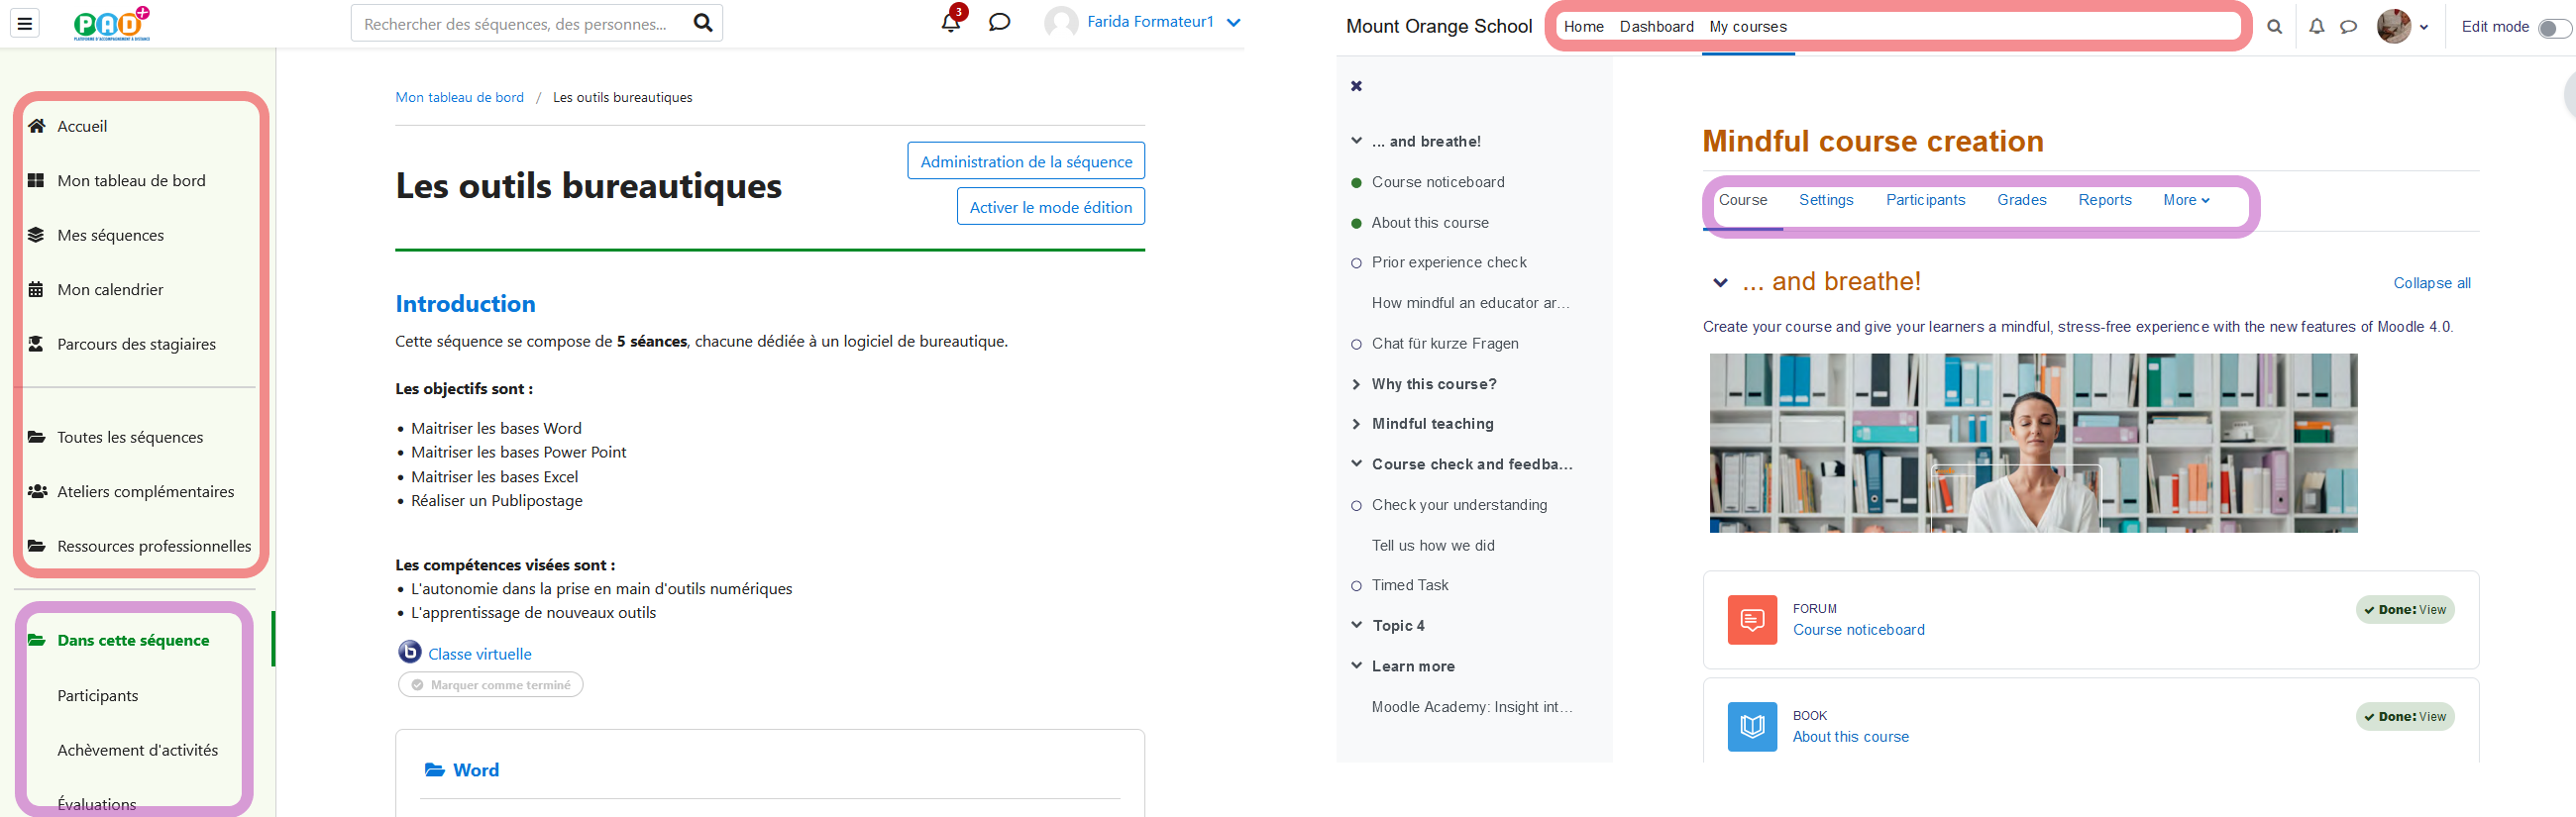 PAD+
PLATEFORME D'ACCOMPAGNEMENT À DISTANCE
Rechercher des séquences, des personnes...
3
Farida Formateur1
Accueil
Mon tableau de bord
Mes séquences
Mon calendrier
Parcours des stagiaires
Toutes les séquences
Ateliers complémentaires
Ressources professionnelles
Dans cette séquence
Participants
Achèvement d'activités
Évaluations
Mon tableau de bord / Les outils bureautiques
Les outils bureautiques
Administration de la séquence
Activer le mode édition
Introduction
Cette séquence se compose de 5 séances, chacune dédiée à un logiciel de bureautique.
Les objectifs sont :
• Maitriser les bases Word
• Maitriser les bases Power Point
• Maitriser les bases Excel
• Réaliser un Publipostage
Les compétences visées sont :
• L'autonomie dans la prise en main d'outils numériques
• L'apprentissage de nouveaux outils
b Classe virtuelle
Marquer comme terminé
Word
Mount Orange School
Home Dashboard My courses
Edit mode
... and breathe!
Course noticeboard
About this course
Prior experience check
How mindful an educator ar...
Chat für kurze Fragen
Why this course?
Mindful teaching
Course check and feedba...
Check your understanding
Tell us how we did
Timed Task
Topic 4
Learn more
Moodle Academy: Insight int...
Mindful course creation
Course Settings Participants Grades Reports More
... and breathe!
Collapse all
Create your course and give your learners a mindful, stress-free experience with the new features of Moodle 4.0.
FORUM
Course noticeboard
Done: View
BOOK
About this course
Done: View